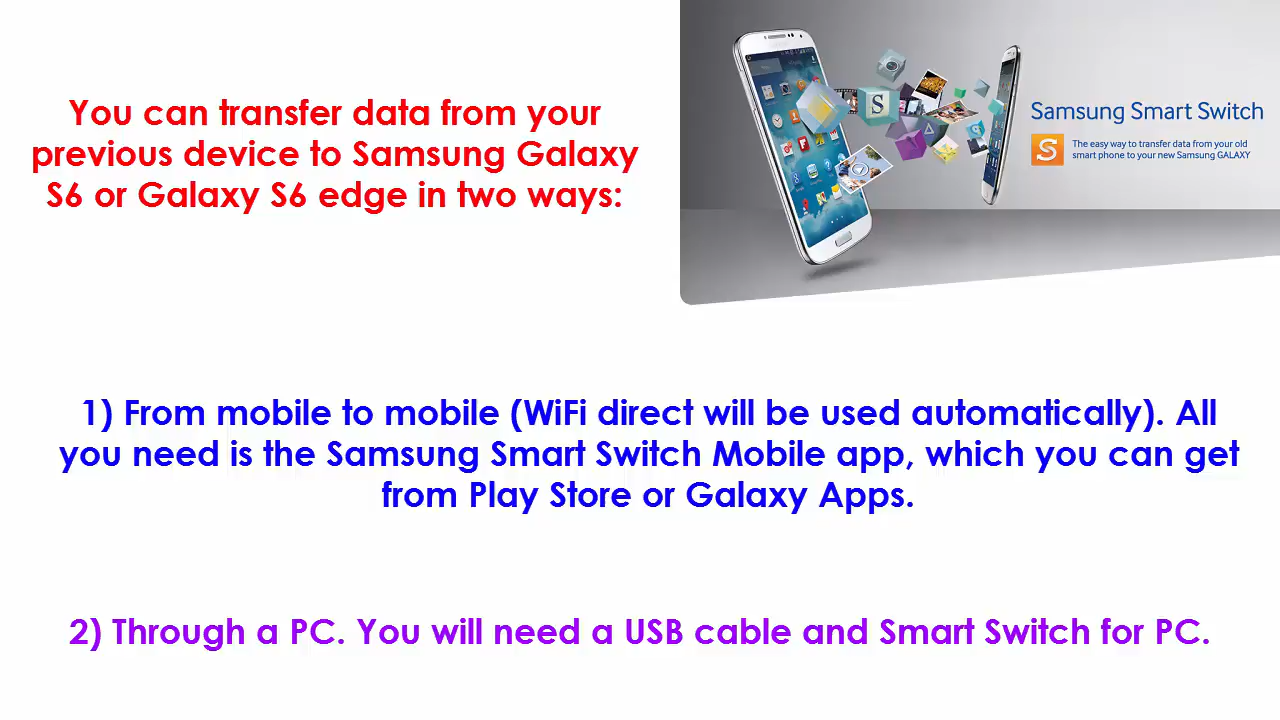 You can transfer data from your
previous device to Samsung Galaxy
S6 or Galaxy S6 edge in two ways:
S
Samsung Smart Switch
S
The easy way to transfer data from your old
smart phone to your new Samsung GALAXY
1) From mobile to mobile (WiFi direct will be used automatically). All
you need is the Samsung Smart Switch Mobile app, which you can get
from Play Store or Galaxy Apps.
2) Through a PC. You will need a USB cable and Smart Switch for PC.